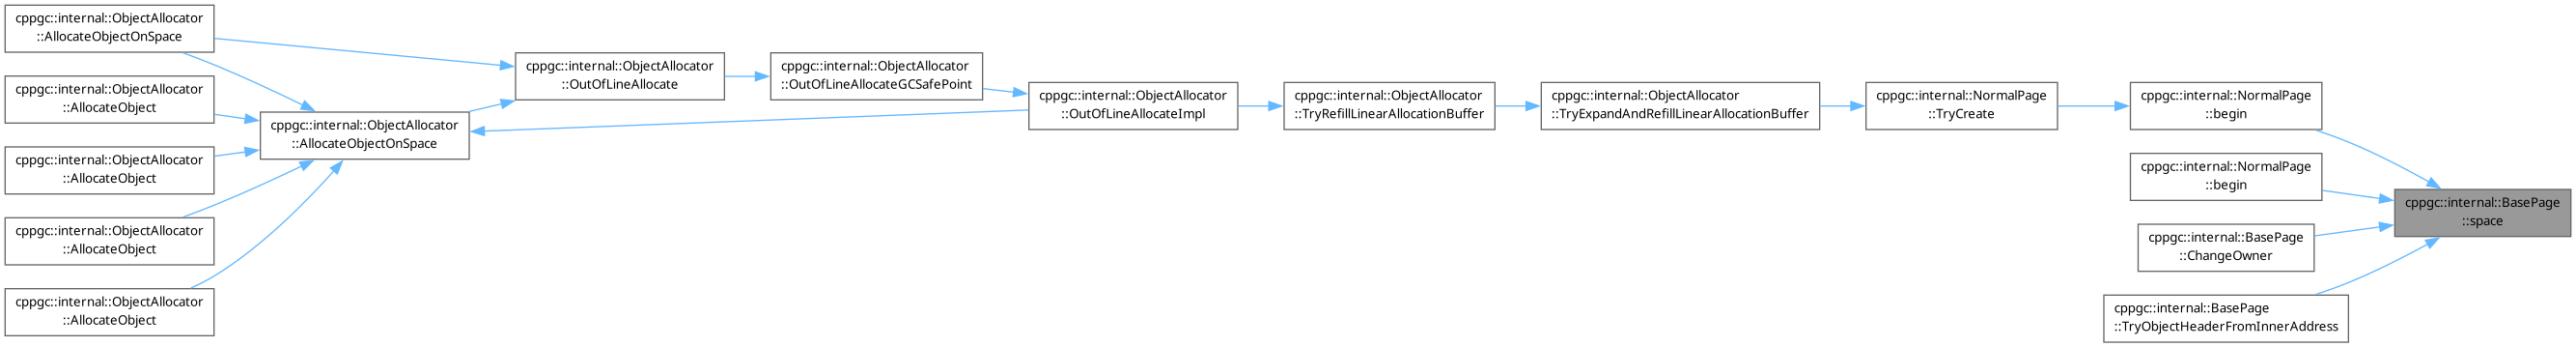 cppgc::internal::ObjectAllocator
::AllocateObjectOnSpace
cppgc::internal::ObjectAllocator
::AllocateObject
cppgc::internal::ObjectAllocator
::AllocateObject
cppgc::internal::ObjectAllocator
::AllocateObject
cppgc::internal::ObjectAllocator
::AllocateObject
cppgc::internal::ObjectAllocator
::AllocateObjectOnSpace
cppgc::internal::ObjectAllocator
::OutOfLineAllocate
cppgc::internal::ObjectAllocator
::OutOfLineAllocateGCSafePoint
cppgc::internal::ObjectAllocator
::OutOfLineAllocateImpl
cppgc::internal::ObjectAllocator
::TryRefillLinearAllocationBuffer
cppgc::internal::ObjectAllocator
::TryExpandAndRefillLinearAllocationBuffer
cppgc::internal::NormalPage
::TryCreate
cppgc::internal::NormalPage
::begin
cppgc::internal::NormalPage
::begin
cppgc::internal::BasePage
::ChangeOwner
cppgc::internal::BasePage
::TryObjectHeaderFromInnerAddress
cppgc::internal::BasePage
::space